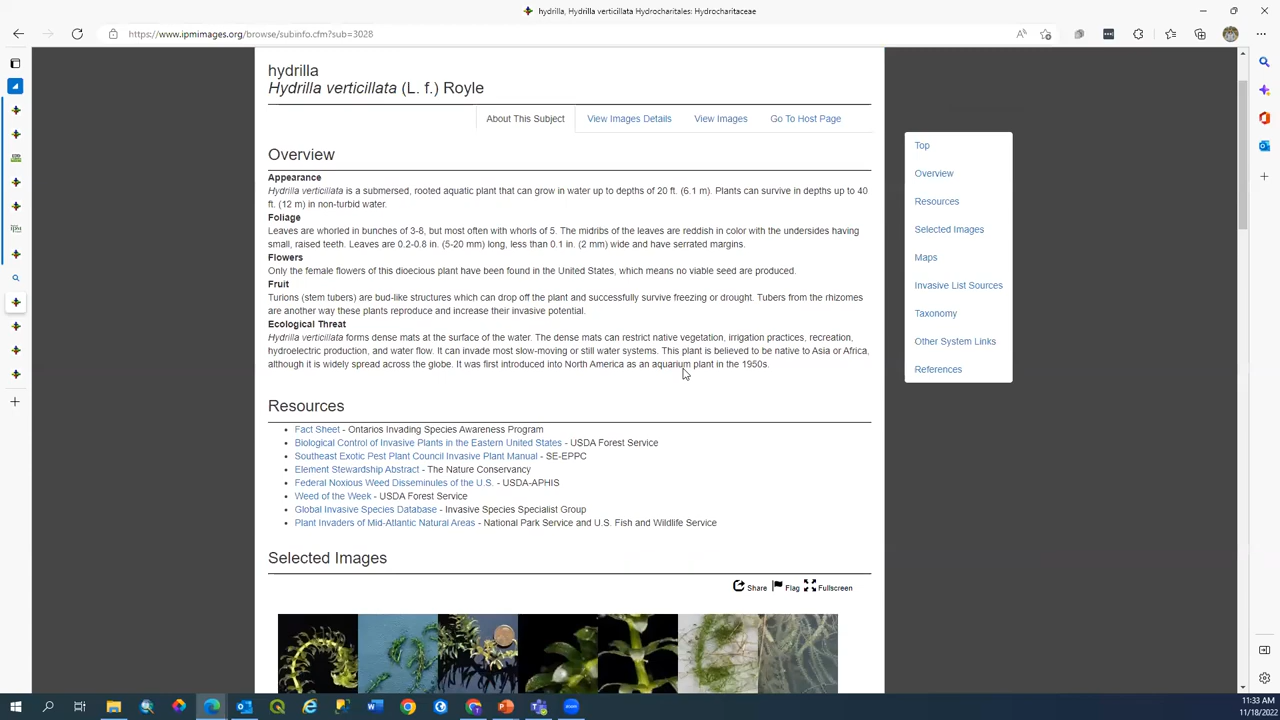 hydrilla, Hydrilla verticillata Hydrocharitales: Hydrocharitaceae
https://www.ipmimages.org/browse/subinfo.cfm?sub=3028
hydrilla
Hydrilla verticillata (L. f.) Royle
About This Subject
View Images Details
View Images
Go To Host Page
Overview
Appearance
Hydrilla verticillata is a submersed, rooted aquatic plant that can grow in water up to depths of 20 ft. (6.1 m). Plants can survive in depths up to 40
ft. (12 m) in non-turbid water.
Foliage
Leaves are whorled in bunches of 3-8, but most often with whorls of 5. The midribs of the leaves are reddish in color with the undersides having
small, raised teeth. Leaves are 0.2-0.8 in. (5-20 mm) long, less than 0.1 in. (2 mm) wide and have serrated margins.
Flowers
Only the female flowers of this dioecious plant have been found in the United States, which means no viable seed are produced.
Fruit
Turions (stem tubers) are bud-like structures which can drop off the plant and successfully survive freezing or drought. Tubers from the rhizomes
are another way these plants reproduce and increase their invasive potential.
Ecological Threat
Hydrilla verticillata forms dense mats at the surface of the water. The dense mats can restrict native vegetation, irrigation practices, recreation,
hydroelectric production, and water flow. It can invade most slow-moving or still water systems. This plant is believed to be native to Asia or Africa,
although it is widely spread across the globe. It was first introduced into North America as an aquarium plant in the 1950s.
Resources
Fact Sheet - Ontarios Invading Species Awareness Program
Biological Control of Invasive Plants in the Eastern United States - USDA Forest Service
Southeast Exotic Pest Plant Council Invasive Plant Manual - SE-EPPC
Element Stewardship Abstract - The Nature Conservancy
Federal Noxious Weed Disseminules of the U.S. - USDA-APHIS
Weed of the Week - USDA Forest Service
Global Invasive Species Database - Invasive Species Specialist Group
Plant Invaders of Mid-Atlantic Natural Areas - National Park Service and U.S. Fish and Wildlife Service
Selected Images
Share
Flag
Fullscreen
Top
Overview
Resources
Selected Images
Maps
Invasive List Sources
Taxonomy
Other System Links
References
11:33 AM
11/18/2022